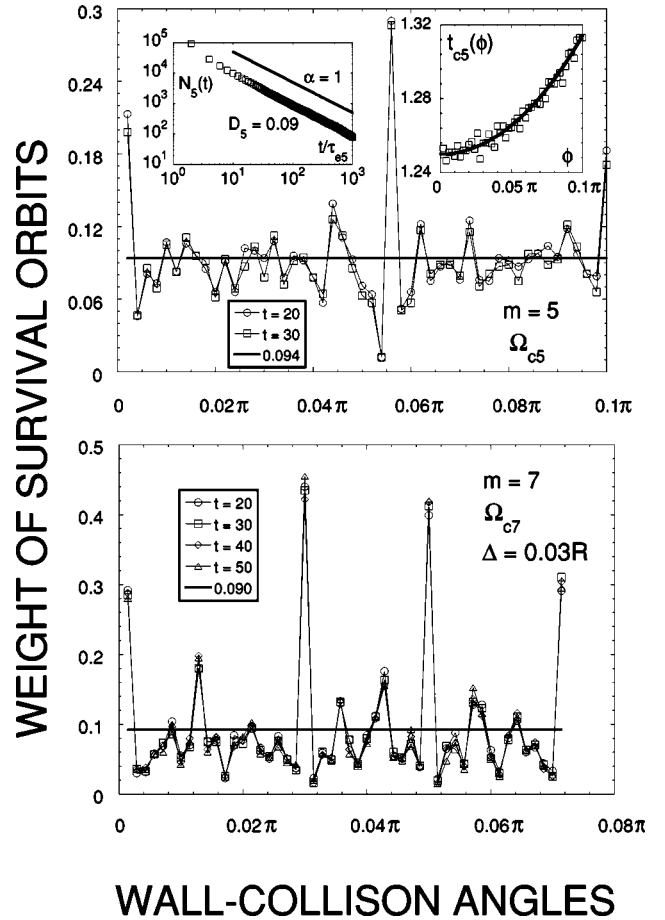 WEIGHT OF SURVIVAL ORBITS
0.3
0.24
0.18
0.12
0.06
0
10^5
10^4
10^3
10^2
10^1
N_5(t)
α = 1
D_5 = 0.09
t/τ_e5
10^0
10^1
10^2
10^3
1.32
1.28
1.24
t_c5(ϕ)
ϕ
0.05π
0.1π
t = 20
t = 30
0.094
m = 5
Ω_c5
0
0.02π
0.04π
0.06π
0.08π
0.1π
0.5
0.4
0.3
0.2
0.1
0
t = 20
t = 30
t = 40
t = 50
0.090
m = 7
Ω_c7
Δ = 0.03R
0
0.02π
0.04π
0.06π
0.08π
WALL-COLLISION ANGLES